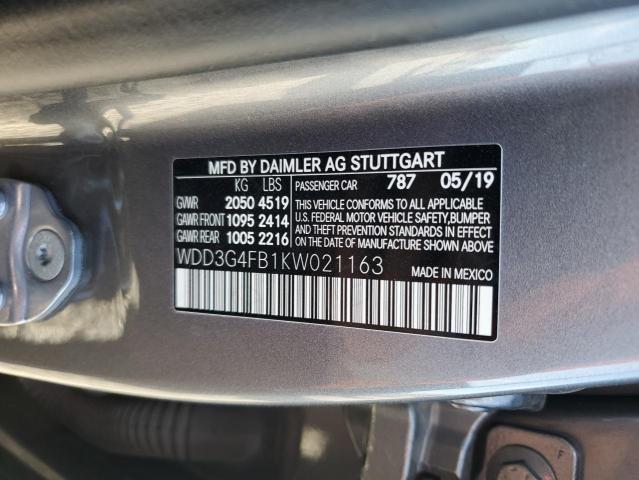 MFD BY DAIMLER AG STUTTGART
KG LBS
GVWR 2050 4519
GAWR FRONT 1095 2414
GAWR REAR 1005 2216
PASSENGER CAR 787 05/19
THIS VEHICLE CONFORMS TO ALL APPLICABLE
U.S. FEDERAL MOTOR VEHICLE SAFETY, BUMPER
AND THEFT PREVENTION STANDARDS IN EFFECT
ON THE DATE OF MANUFACTURE SHOWN ABOVE.
WDD3G4FB1KW021163
MADE IN MEXICO
F